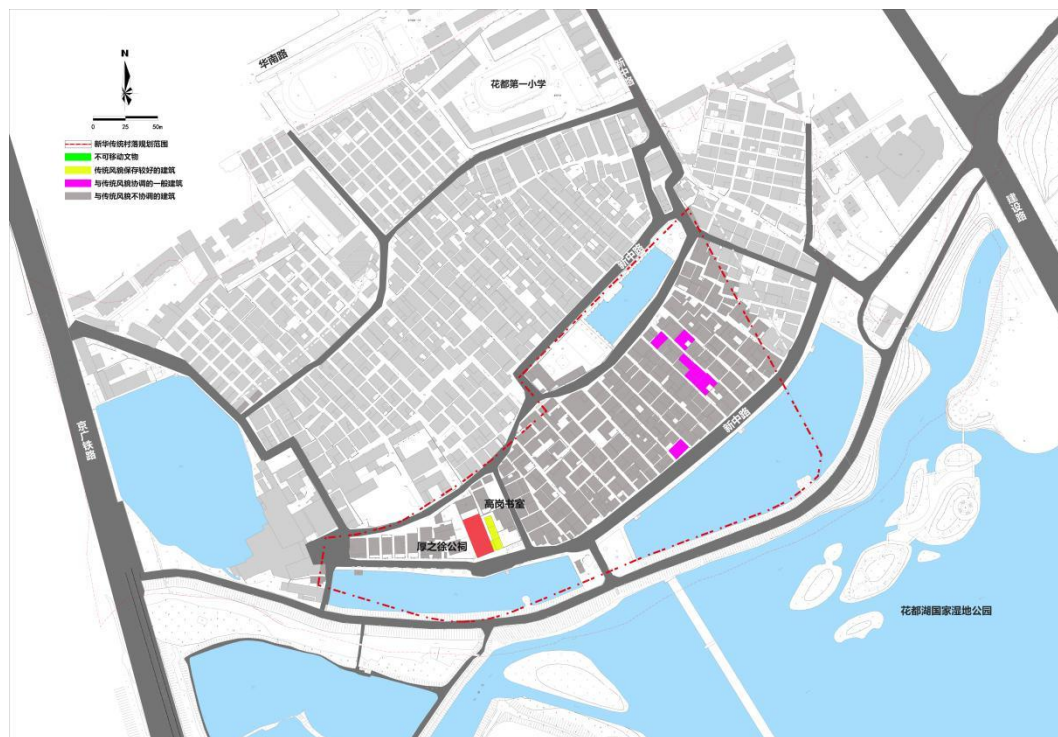 华南路
新中路
花都第一小学
N
0 25 50m
新华传统村落规划范围
不可移动文物
传统风貌保存较好的建筑
与传统风貌协调的一般建筑
与传统风貌不协调的建筑
建设路
新中路
京广铁路
新中路
高岗书室
厚之徐公祠
花都湖国家湿地公园